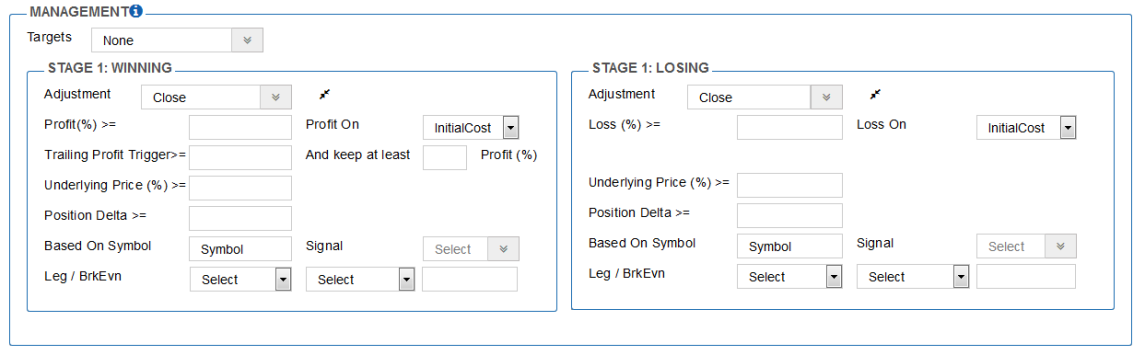 MANAGEMENT
Targets None
STAGE 1: WINNING
Adjustment Close
Profit(%) >= Profit On InitialCost
Trailing Profit Trigger>= And keep at least Profit (%)
Underlying Price (%) >=
Position Delta >=
Based On Symbol Symbol Signal Select
Leg / BrkEvn Select Select
STAGE 1: LOSING
Adjustment Close
Loss (%) >= Loss On InitialCost
Underlying Price (%) >=
Position Delta >=
Based On Symbol Symbol Signal Select
Leg / BrkEvn Select Select